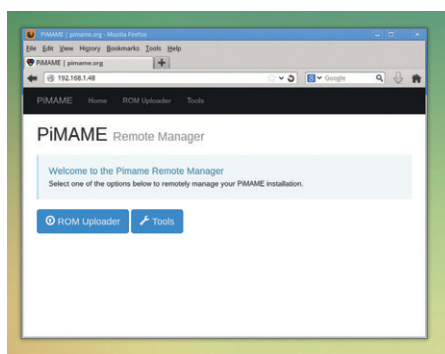 PiMAME | pimame.org - Mozilla Firefox
File Edit View History Bookmarks Tools Help
PiMAME | pimame.org
192.168.1.48 Google
PiMAME Home ROM Uploader Tools
PiMAME Remote Manager
Welcome to the Pimame Remote Manager
Select one of the options below to remotely manage your PiMAME installation.
ROM Uploader Tools